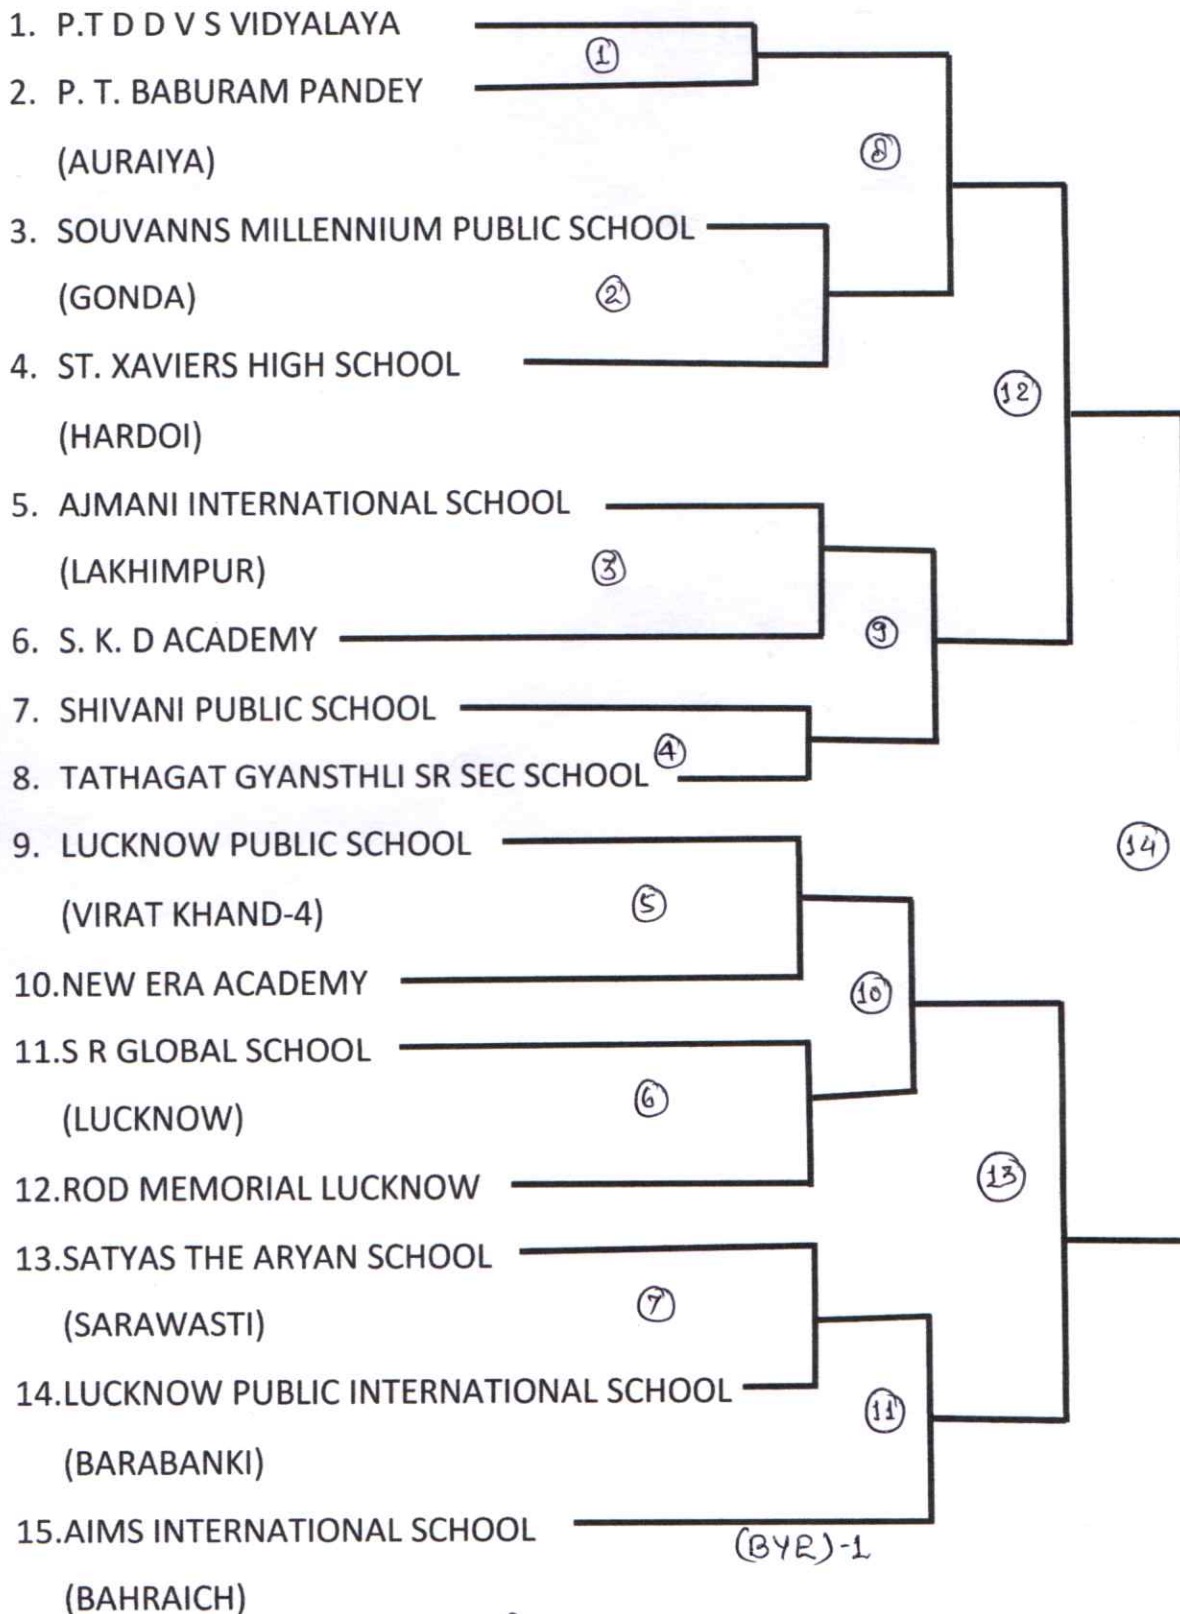 1. P.T D D V S VIDYALAYA
①
2. P. T. BABURAM PANDEY
(AURAIYA)
⑧
3. SOUVANNS MILLENNIUM PUBLIC SCHOOL
(GONDA)
②
4. ST. XAVIERS HIGH SCHOOL
⑫
(HARDOI)
5. AJMANI INTERNATIONAL SCHOOL
(LAKHIMPUR)
③
6. S. K. D ACADEMY
⑨
7. SHIVANI PUBLIC SCHOOL
④
8. TATHAGAT GYANSTHLI SR SEC SCHOOL
9. LUCKNOW PUBLIC SCHOOL
⑭
(VIRAT KHAND-4)
⑤
10.NEW ERA ACADEMY
⑩
11.S R GLOBAL SCHOOL
⑥
(LUCKNOW)
12.ROD MEMORIAL LUCKNOW
⑬
13.SATYAS THE ARYAN SCHOOL
⑦
(SARAWASTI)
14.LUCKNOW PUBLIC INTERNATIONAL SCHOOL
⑪
(BARABANKI)
15.AIMS INTERNATIONAL SCHOOL
(BYE)-1
(BAHRAICH)